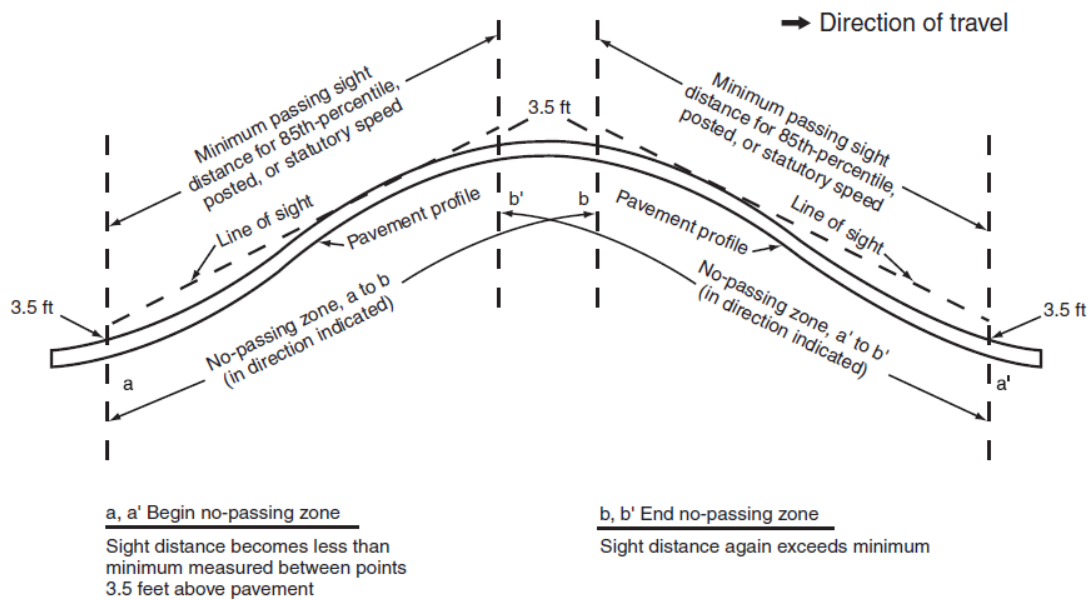 → Direction of travel
Minimum passing sight
distance for 85th-percentile,
posted, or statutory speed
3.5 ft
Minimum passing sight
distance for 85th-percentile,
posted, or statutory speed
Line of sight
Pavement profile
b'
b
Pavement profile
Line of sight
3.5 ft
No-passing zone, a to b
(in direction indicated)
No-passing zone, a' to b'
(in direction indicated)
3.5 ft
a
a'
a, a' Begin no-passing zone
Sight distance becomes less than
minimum measured between points
3.5 feet above pavement
b, b' End no-passing zone
Sight distance again exceeds minimum